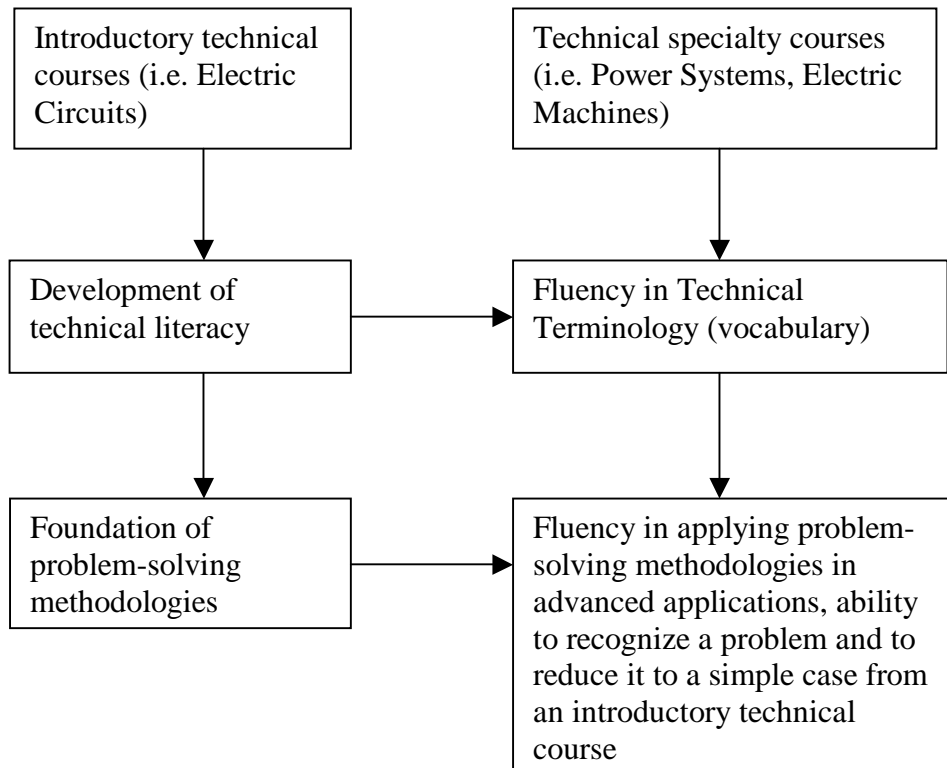 Introductory technical
courses (i.e. Electric
Circuits)
Technical specialty courses
(i.e. Power Systems, Electric
Machines)
Development of
technical literacy
Fluency in Technical
Terminology (vocabulary)
Foundation of
problem-solving
methodologies
Fluency in applying problem-
solving methodologies in
advanced applications, ability
to recognize a problem and to
reduce it to a simple case from
an introductory technical
course